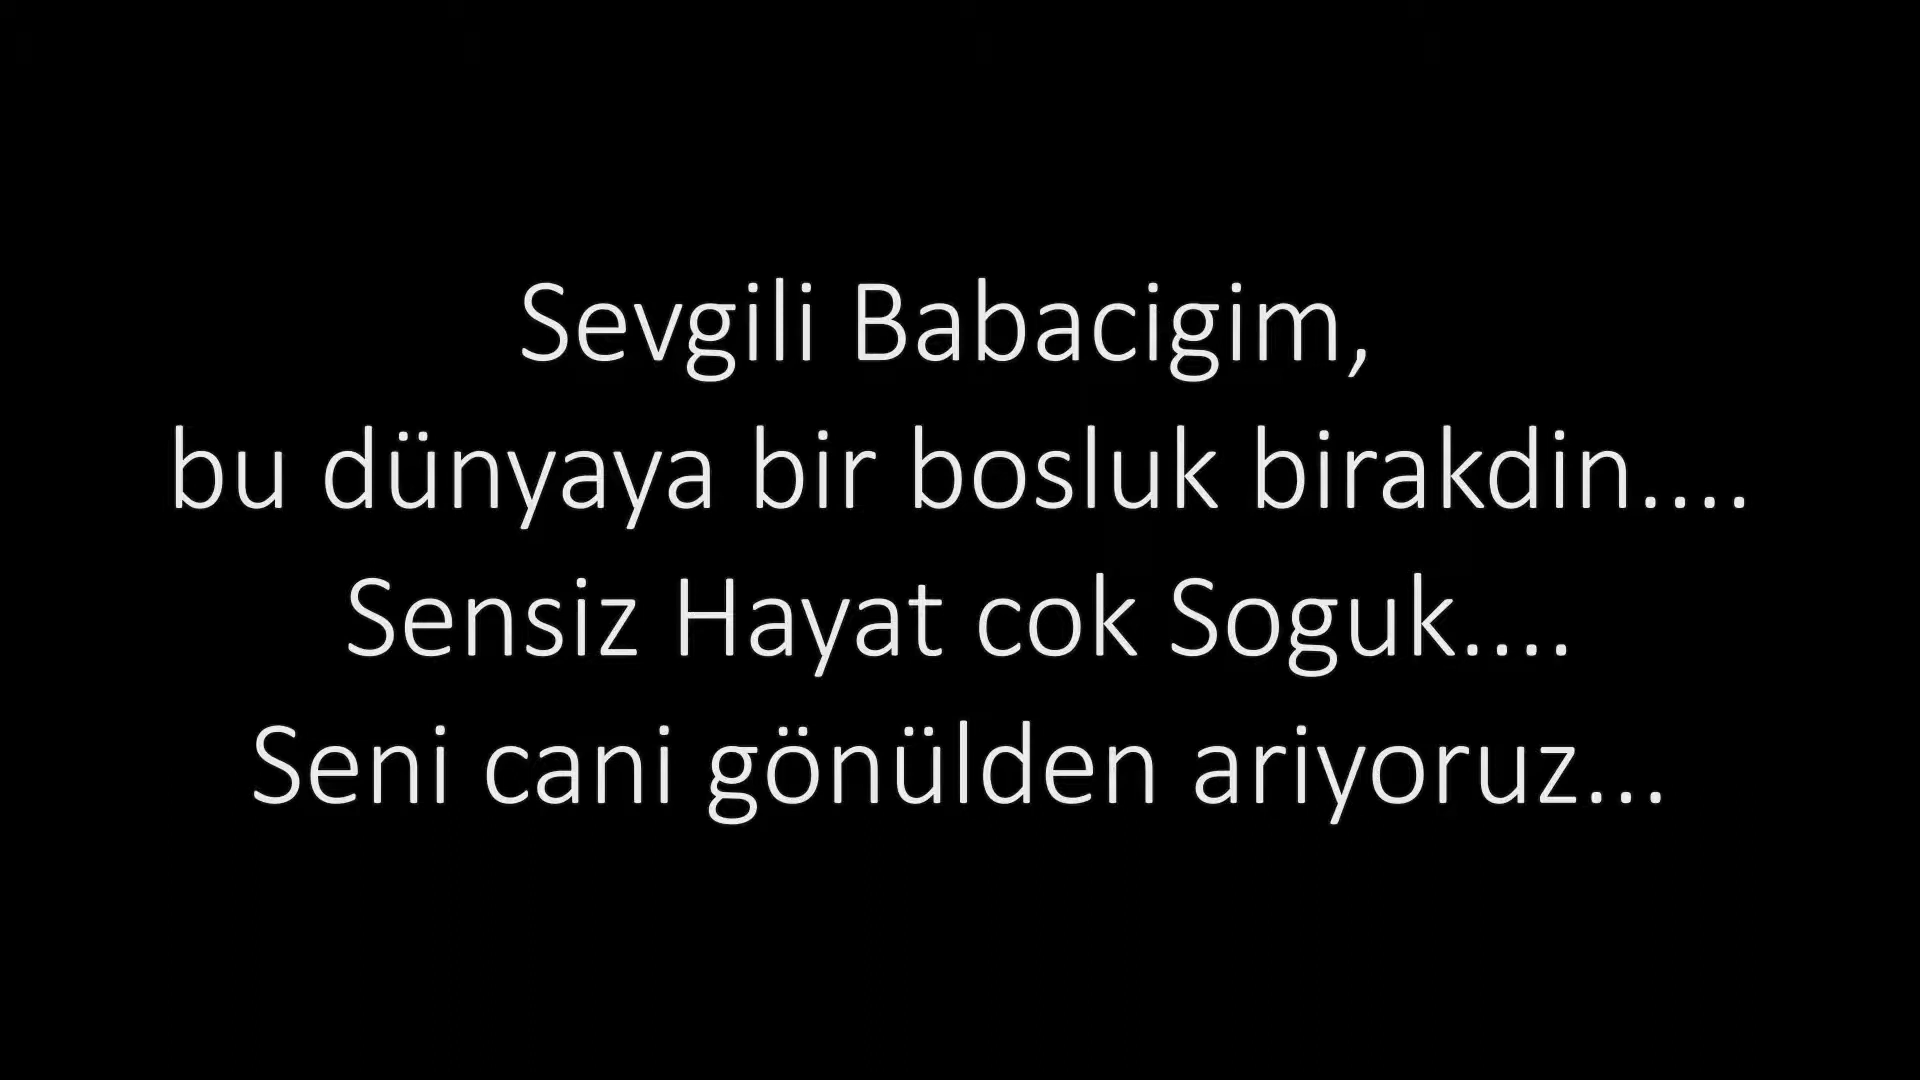 Sevgili Babacigim,
bu dünyaya bir bosluk birakdin....
Sensiz Hayat cok Soguk....
Seni cani gönülden ariyoruz...